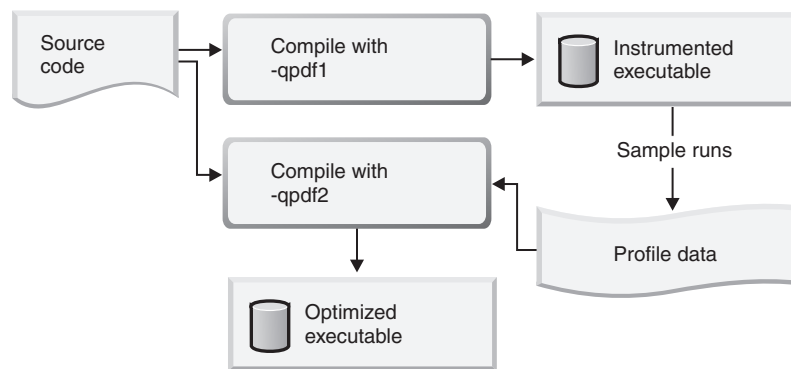 Source
code
Compile with
-qpdf1
Instrumented
executable
Sample runs
Compile with
-qpdf2
Profile data
Optimized
executable